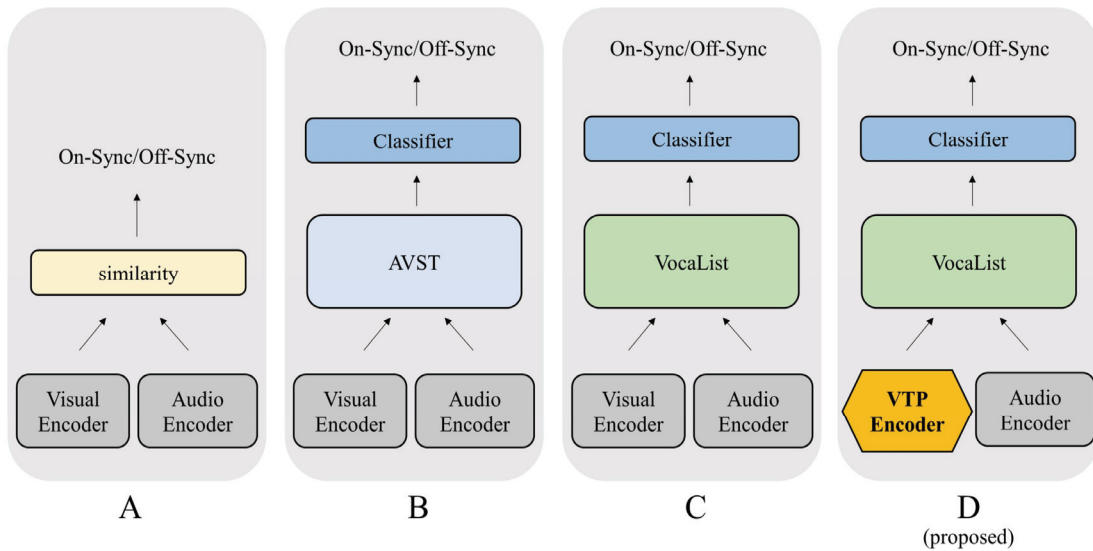 On-Sync/Off-Sync
similarity
Visual
Encoder
Audio
Encoder
A
On-Sync/Off-Sync
Classifier
AVST
Visual
Encoder
Audio
Encoder
B
On-Sync/Off-Sync
Classifier
VocaList
Visual
Encoder
Audio
Encoder
C
On-Sync/Off-Sync
Classifier
VocaList
VTP
Encoder
Audio
Encoder
D
(proposed)